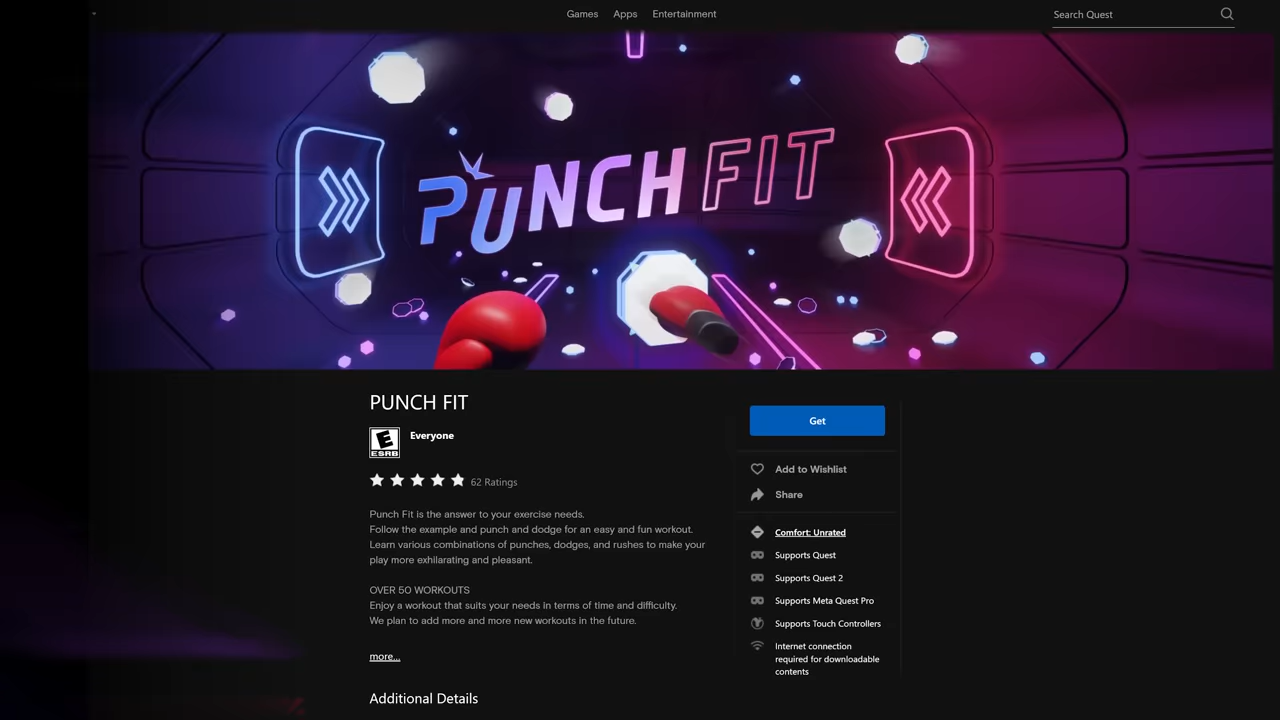 Games Apps Entertainment
Search Quest
PUNCH FIT
PUNCH FIT
E
ESRB
Everyone
62 Ratings
Punch Fit is the answer to your exercise needs.
Follow the example and punch and dodge for an easy and fun workout.
Learn various combinations of punches, dodges, and rushes to make your
play more exhilarating and pleasant.
OVER 50 WORKOUTS
Enjoy a workout that suits your needs in terms of time and difficulty.
We plan to add more and more new workouts in the future.
more...
Additional Details
Get
Add to Wishlist
Share
Comfort: Unrated
Supports Quest
Supports Quest 2
Supports Meta Quest Pro
Supports Touch Controllers
Internet connection
required for downloadable
contents